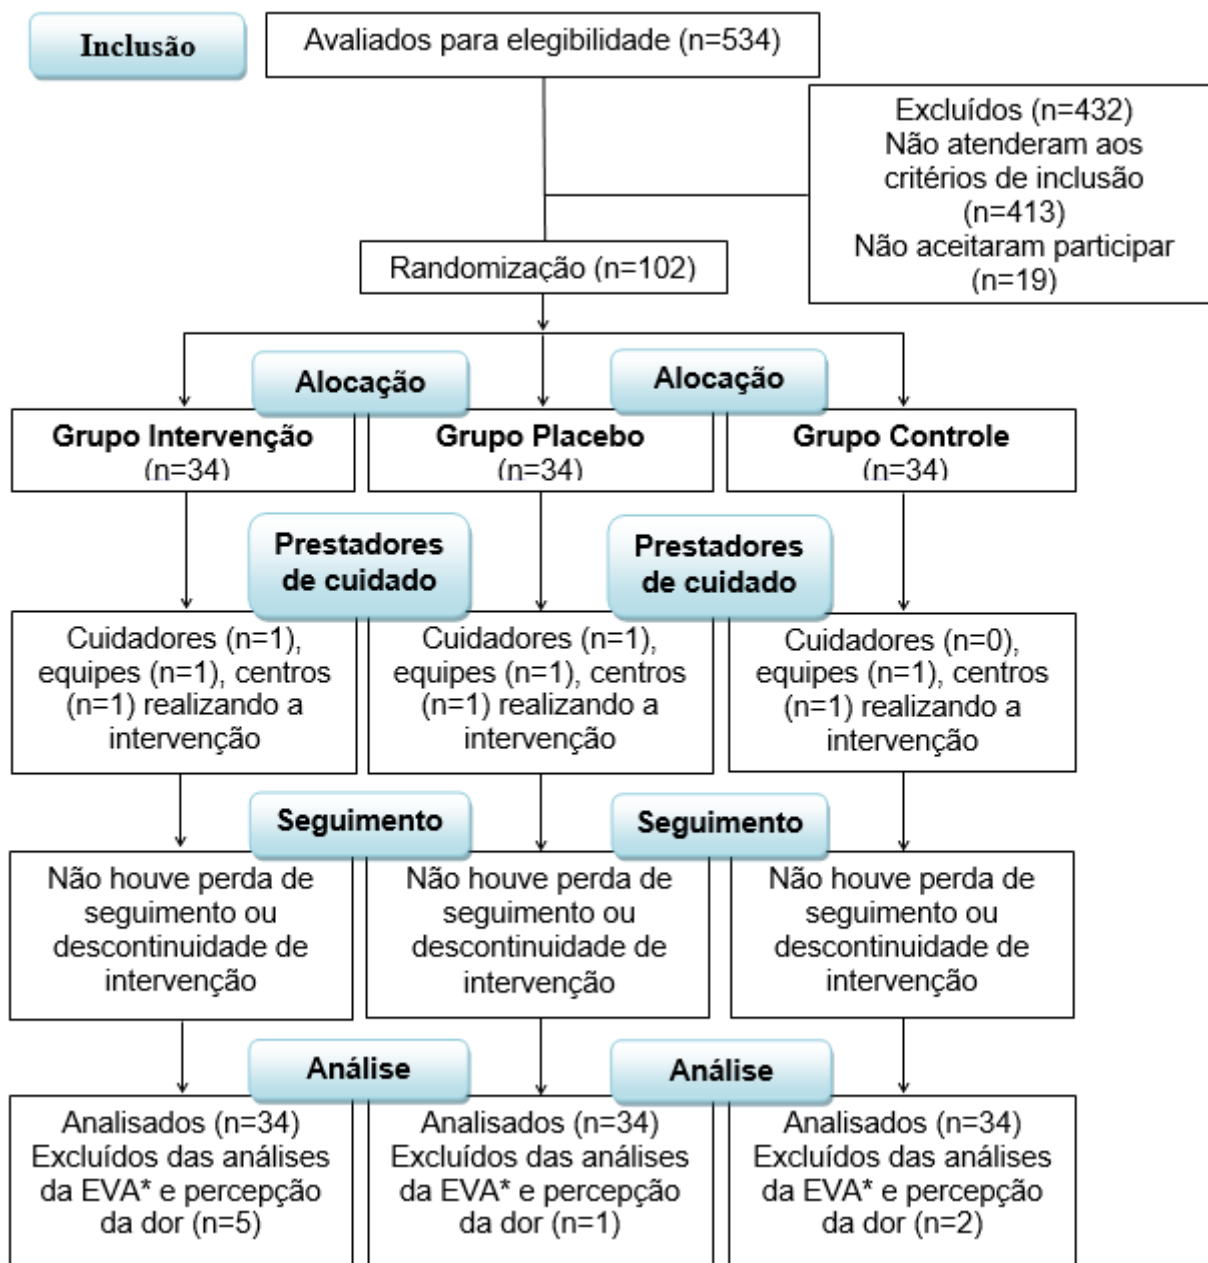 Inclusão
Avaliados para elegibilidade (n=534)
Excluídos (n=432)
Não atenderam aos
critérios de inclusão
(n=413)
Não aceitaram participar
(n=19)
Randomização (n=102)
Alocação
Alocação
Grupo Intervenção
(n=34)
Grupo Placebo
(n=34)
Grupo Controle
(n=34)
Prestadores
de cuidado
Prestadores
de cuidado
Cuidadores (n=1),
equipes (n=1), centros
(n=1) realizando a
intervenção
Cuidadores (n=1),
equipes (n=1), centros
(n=1) realizando a
intervenção
Cuidadores (n=0),
equipes (n=1), centros
(n=1) realizando a
intervenção
Seguimento
Seguimento
Não houve perda de
seguimento ou
descontinuidade de
intervenção
Não houve perda de
seguimento ou
descontinuidade de
intervenção
Não houve perda de
seguimento ou
descontinuidade de
intervenção
Análise
Análise
Analisados (n=34)
Excluídos das análises
da EVA* e percepção
da dor (n=5)
Analisados (n=34)
Excluídos das análises
da EVA* e percepção
da dor (n=1)
Analisados (n=34)
Excluídos das análises
da EVA* e percepção
da dor (n=2)